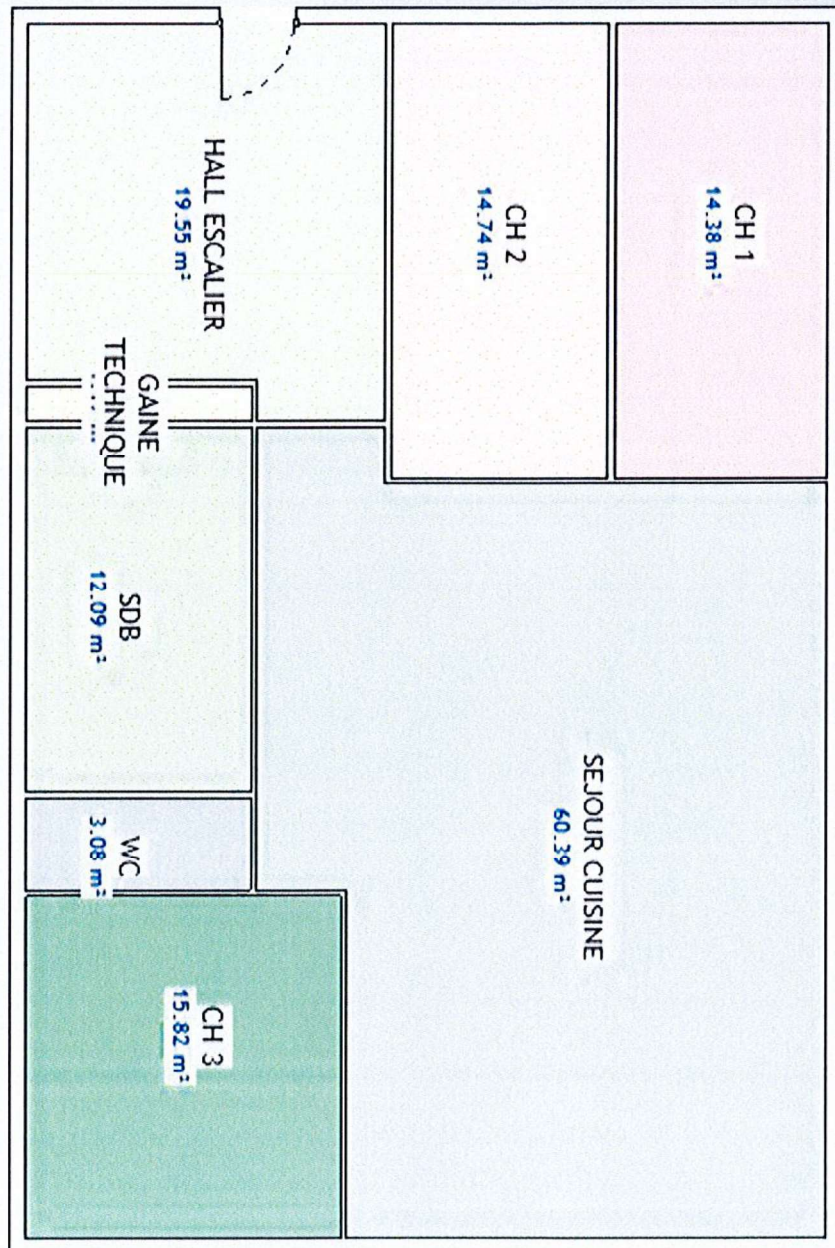 CH 1
14.38 m²
CH 2
14.74 m²
HALL ESCALIER
19.55 m²
GAINE
TECHNIQUE
SEJOUR CUISINE
60.39 m²
SDB
12.09 m²
WC
3.08 m²
CH 3
15.82 m²